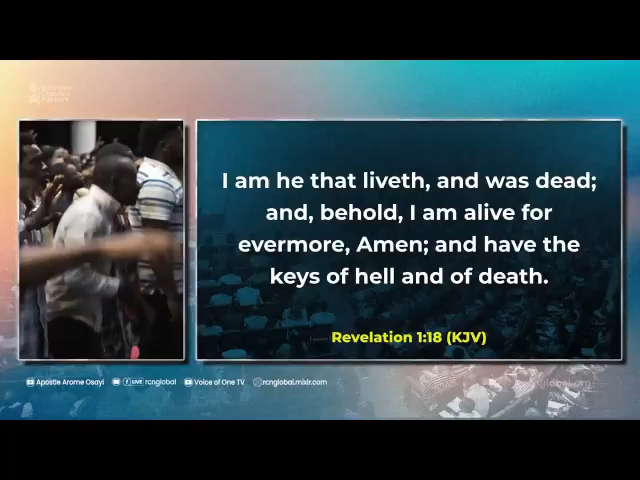 I am he that liveth, and was dead;
and, behold, I am alive for
evermore, Amen; and have the
keys of hell and of death.
Revelation 1:18 (KJV)
Apostle Arome Osayi LIVE rcnglobal Voice of One TV rcnglobal.mixlr.com